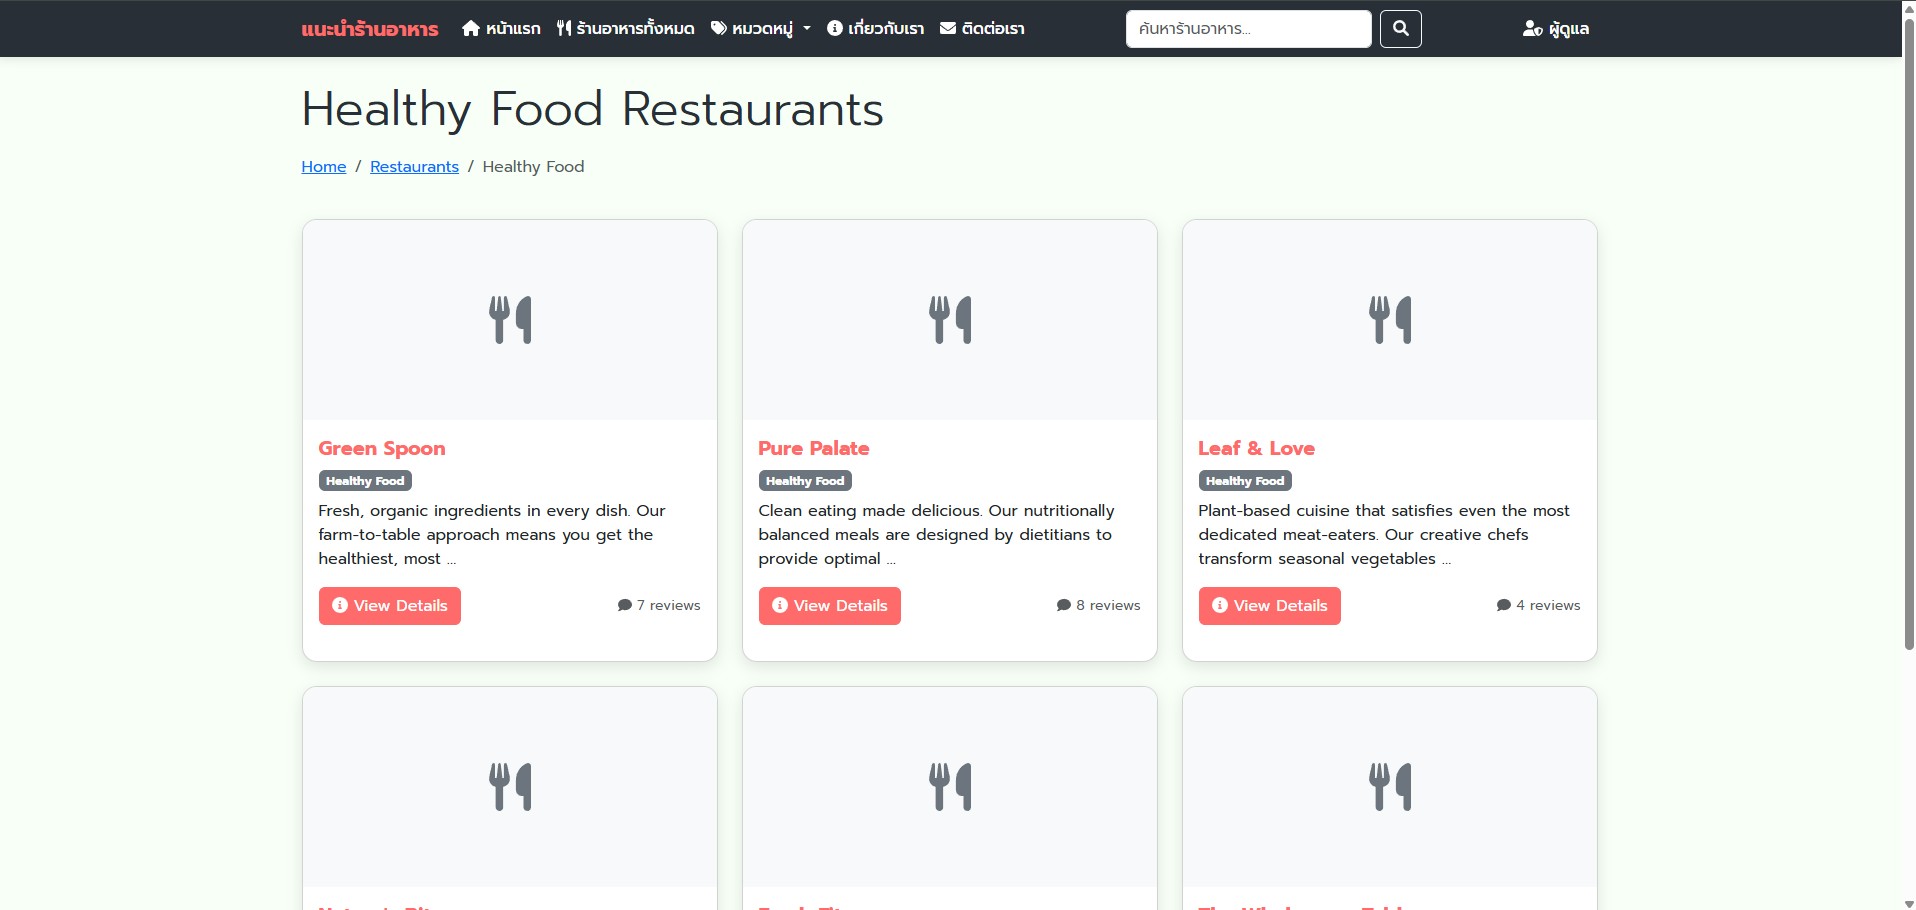 แนะนำร้านอาหาร หน้าแรก ร้านอาหารทั้งหมด หมวดหมู่ เกี่ยวกับเรา ติดต่อเรา ค้นหาร้านอาหาร... ผู้ดูแล
Healthy Food Restaurants
Home / Restaurants / Healthy Food
Green Spoon
Healthy Food
Fresh, organic ingredients in every dish. Our
farm-to-table approach means you get the
healthiest, most ...
View Details 7 reviews
Pure Palate
Healthy Food
Clean eating made delicious. Our nutritionally
balanced meals are designed by dietitians to
provide optimal ...
View Details 8 reviews
Leaf & Love
Healthy Food
Plant-based cuisine that satisfies even the most
dedicated meat-eaters. Our creative chefs
transform seasonal vegetables ...
View Details 4 reviews